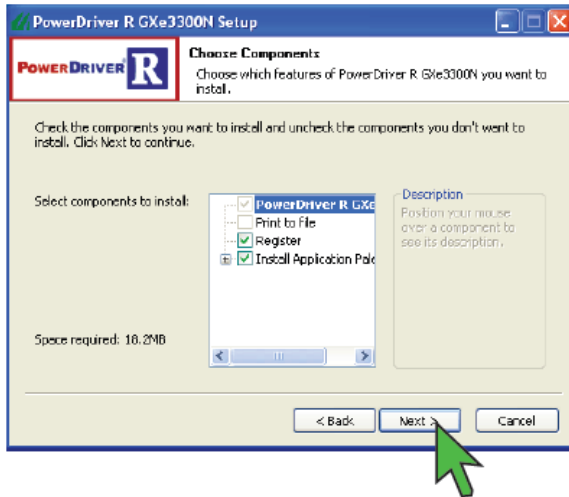 PowerDriver R GXe3300N Setup
POWERDRIVER R
Choose Components
Choose which features of PowerDriver R GXe3300N you want to
install.
Check the components you want to install and uncheck the components you don't want to
install. Click Next to continue.
Select components to install:
PowerDriver R GXe
Print to file
Register
Install Application Pale
Description
Position your mouse
over a component to
see its description.
Space required: 18.2MB
< Back
Next >
Cancel